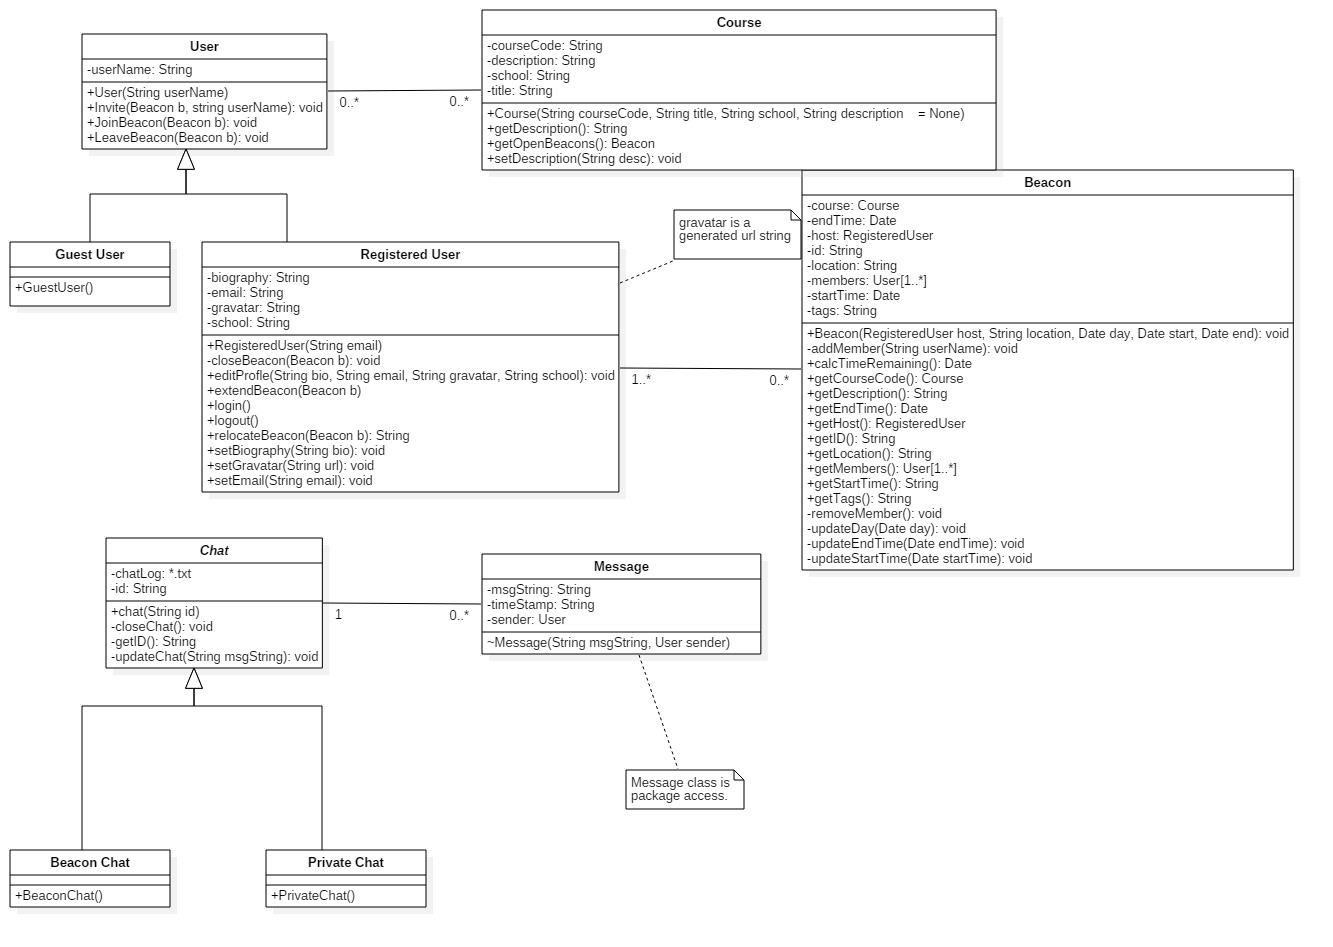 User
-userName: String
+User(String userName)
+Invite(Beacon b, string userName): void
+JoinBeacon(Beacon b): void
+LeaveBeacon(Beacon b): void
0..*
0..*
Course
-courseCode: String
-description: String
-school: String
-title: String
+Course(String courseCode, String title, String school, String description    = None)
+getDescription(): String
+getOpenBeacons(): Beacon
+setDescription(String desc): void
Guest User
+GuestUser()
Registered User
-biography: String
-email: String
-gravatar: String
-school: String
+RegisteredUser(String email)
-closeBeacon(Beacon b): void
+editProfle(String bio, String email, String gravatar, String school): void
+extendBeacon(Beacon b)
+login()
+logout()
+relocateBeacon(Beacon b): String
+setBiography(String bio): void
+setGravatar(String url): void
+setEmail(String email): void
gravatar is a
generated url string
1..*
0..*
Beacon
-course: Course
-endTime: Date
-host: RegisteredUser
-id: String
-location: String
-members: User[1..*]
-startTime: Date
-tags: String
+Beacon(RegisteredUser host, String location, Date day, Date start, Date end): void
-addMember(String userName): void
+calcTimeRemaining(): Date
+getCourseCode(): Course
+getDescription(): String
+getEndTime(): Date
+getHost(): RegisteredUser
+getID(): String
+getLocation(): String
+getMembers(): User[1..*]
+getStartTime(): String
+getTags(): String
-removeMember(): void
-updateDay(Date day): void
-updateEndTime(Date endTime): void
-updateStartTime(Date startTime): void
Chat
-chatLog: *.txt
-id: String
+chat(String id)
-closeChat(): void
-getID(): String
-updateChat(String msgString): void
1
0..*
Message
-msgString: String
-timeStamp: String
-sender: User
~Message(String msgString, User sender)
Message class is
package access.
Beacon Chat
+BeaconChat()
Private Chat
+PrivateChat()